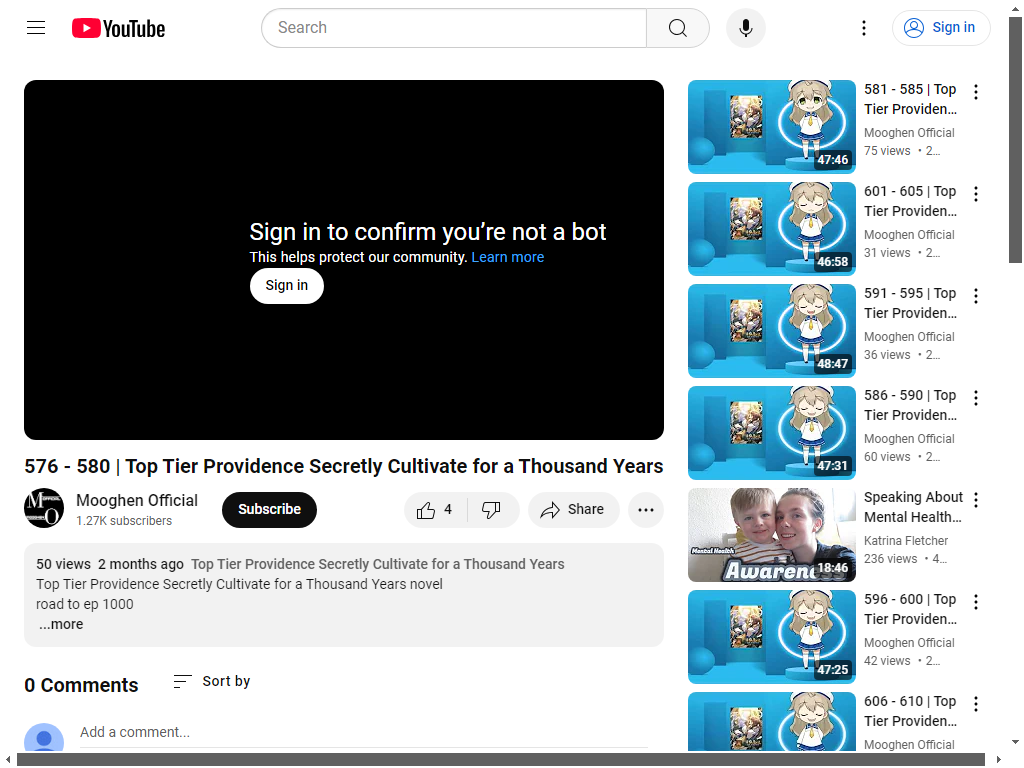 YouTube
Search
Sign in
Sign in to confirm you’re not a bot
This helps protect our community. Learn more
Sign in
576 - 580 | Top Tier Providence Secretly Cultivate for a Thousand Years
Mooghen Official
1.27K subscribers
Subscribe
4
Share
50 views 2 months ago Top Tier Providence Secretly Cultivate for a Thousand Years
Top Tier Providence Secretly Cultivate for a Thousand Years novel
road to ep 1000
...more
0 Comments
Sort by
Add a comment...
47:46
581 - 585 | Top
Tier Providen...
Mooghen Official
75 views • 2...
46:58
601 - 605 | Top
Tier Providen...
Mooghen Official
31 views • 2...
48:47
591 - 595 | Top
Tier Providen...
Mooghen Official
36 views • 2...
47:31
586 - 590 | Top
Tier Providen...
Mooghen Official
60 views • 2...
Mental Health
Awareness
18:46
Speaking About
Mental Health...
Katrina Fletcher
236 views • 4...
47:25
596 - 600 | Top
Tier Providen...
Mooghen Official
42 views • 2...
606 - 610 | Top
Tier Providen...
Mooghen Official